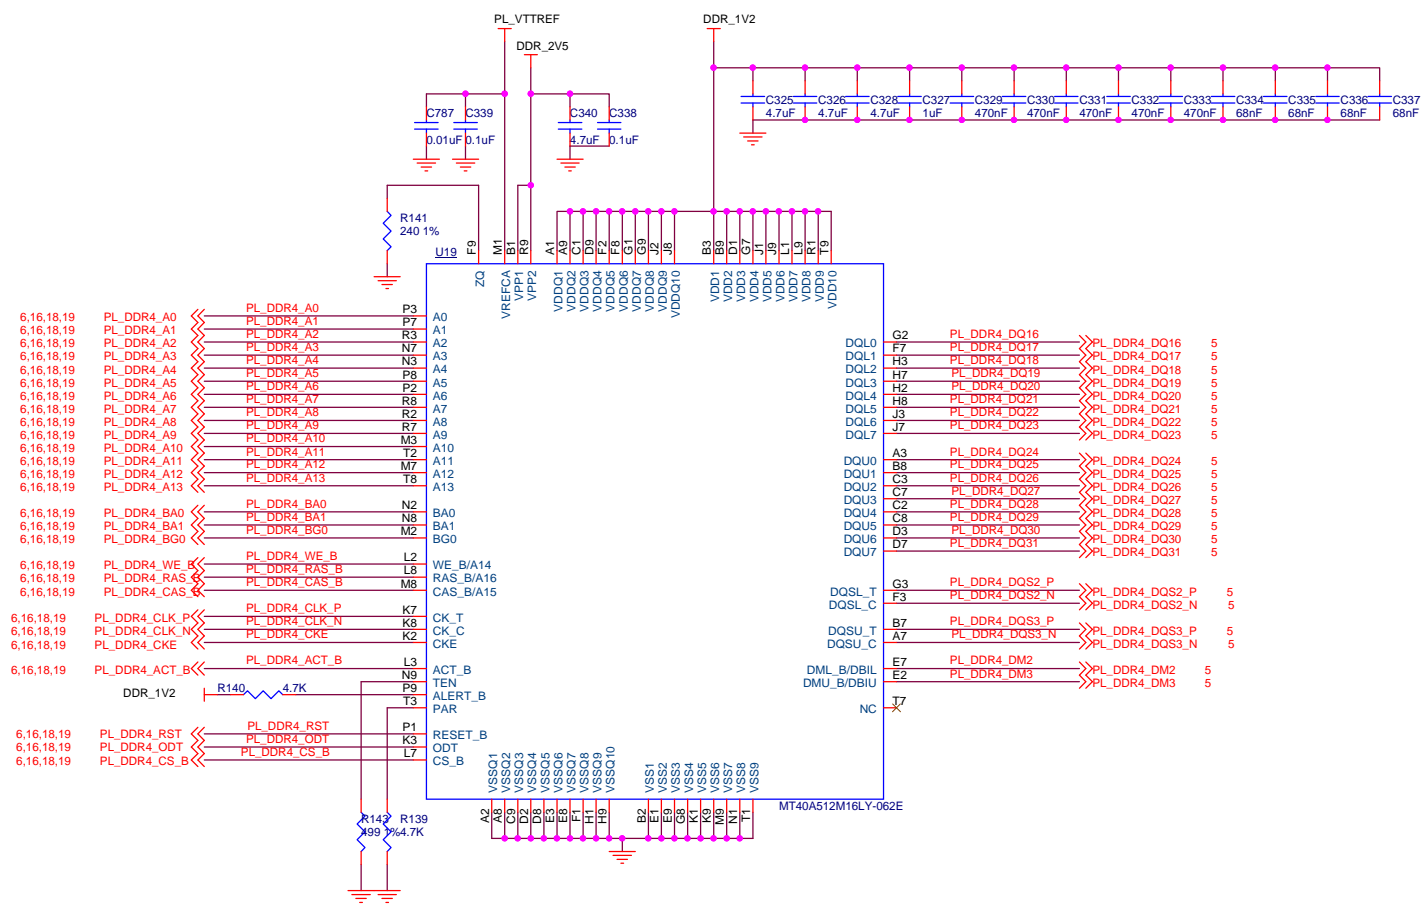 PL_VTTREF
DDR_2V5
DDR_1V2
C787
0.01uF
C339
0.1uF
C340
4.7uF
C338
0.1uF
C325
4.7uF
C326
4.7uF
C328
4.7uF
C327
1uF
C329
470nF
C330
470nF
C331
470nF
C332
470nF
C333
470nF
C334
68nF
C335
68nF
C336
68nF
C337
68nF
R141
240 1%
U19
F9 M1 B1 R9 A1 A9 C1 D9 F2 F8 G1 G9 J2 J8 B3 B9 D1 G7 J1 J9 L1 L9 R1 T9
ZQ VREFCA VPP1 VPP2 VDDQ1 VDDQ2 VDDQ3 VDDQ4 VDDQ5 VDDQ6 VDDQ7 VDDQ8 VDDQ9 VDDQ10 VDD1 VDD2 VDD3 VDD4 VDD5 VDD6 VDD7 VDD8 VDD9 VDD10
6,16,18,19 PL_DDR4_A0 PL_DDR4_A0 P3 A0
6,16,18,19 PL_DDR4_A1 PL_DDR4_A1 P7 A1
6,16,18,19 PL_DDR4_A2 PL_DDR4_A2 R3 A2
6,16,18,19 PL_DDR4_A3 PL_DDR4_A3 N7 A3
6,16,18,19 PL_DDR4_A4 PL_DDR4_A4 N3 A4
6,16,18,19 PL_DDR4_A5 PL_DDR4_A5 P8 A5
6,16,18,19 PL_DDR4_A6 PL_DDR4_A6 P2 A6
6,16,18,19 PL_DDR4_A7 PL_DDR4_A7 R8 A7
6,16,18,19 PL_DDR4_A8 PL_DDR4_A8 R2 A8
6,16,18,19 PL_DDR4_A9 PL_DDR4_A9 R7 A9
6,16,18,19 PL_DDR4_A10 PL_DDR4_A10 M3 A10
6,16,18,19 PL_DDR4_A11 PL_DDR4_A11 T2 A11
6,16,18,19 PL_DDR4_A12 PL_DDR4_A12 M7 A12
6,16,18,19 PL_DDR4_A13 PL_DDR4_A13 T8 A13
6,16,18,19 PL_DDR4_BA0 PL_DDR4_BA0 N2 BA0
6,16,18,19 PL_DDR4_BA1 PL_DDR4_BA1 N8 BA1
6,16,18,19 PL_DDR4_BG0 PL_DDR4_BG0 M2 BG0
6,16,18,19 PL_DDR4_WE_B PL_DDR4_WE_B L2 WE_B/A14
6,16,18,19 PL_DDR4_RAS_B PL_DDR4_RAS_B L8 RAS_B/A16
6,16,18,19 PL_DDR4_CAS_B PL_DDR4_CAS_B M8 CAS_B/A15
6,16,18,19 PL_DDR4_CLK_P PL_DDR4_CLK_P K7 CK_T
6,16,18,19 PL_DDR4_CLK_N PL_DDR4_CLK_N K8 CK_C
6,16,18,19 PL_DDR4_CKE PL_DDR4_CKE K2 CKE
6,16,18,19 PL_DDR4_ACT_B PL_DDR4_ACT_B L3 ACT_B
N9 TEN
DDR_1V2 R140 4.7K P9 ALERT_B
T3 PAR
6,16,18,19 PL_DDR4_RST PL_DDR4_RST P1 RESET_B
6,16,18,19 PL_DDR4_ODT PL_DDR4_ODT K3 ODT
6,16,18,19 PL_DDR4_CS_B PL_DDR4_CS_B L7 CS_B
DQL0 G2 PL_DDR4_DQ16 PL_DDR4_DQ16 5
DQL1 F7 PL_DDR4_DQ17 PL_DDR4_DQ17 5
DQL2 H3 PL_DDR4_DQ18 PL_DDR4_DQ18 5
DQL3 H7 PL_DDR4_DQ19 PL_DDR4_DQ19 5
DQL4 H2 PL_DDR4_DQ20 PL_DDR4_DQ20 5
DQL5 H8 PL_DDR4_DQ21 PL_DDR4_DQ21 5
DQL6 J3 PL_DDR4_DQ22 PL_DDR4_DQ22 5
DQL7 J7 PL_DDR4_DQ23 PL_DDR4_DQ23 5
DQU0 A3 PL_DDR4_DQ24 PL_DDR4_DQ24 5
DQU1 B8 PL_DDR4_DQ25 PL_DDR4_DQ25 5
DQU2 C3 PL_DDR4_DQ26 PL_DDR4_DQ26 5
DQU3 C7 PL_DDR4_DQ27 PL_DDR4_DQ27 5
DQU4 C2 PL_DDR4_DQ28 PL_DDR4_DQ28 5
DQU5 C8 PL_DDR4_DQ29 PL_DDR4_DQ29 5
DQU6 D3 PL_DDR4_DQ30 PL_DDR4_DQ30 5
DQU7 D7 PL_DDR4_DQ31 PL_DDR4_DQ31 5
DQSL_T G3 PL_DDR4_DQS2_P PL_DDR4_DQS2_P 5
DQSL_C F3 PL_DDR4_DQS2_N PL_DDR4_DQS2_N 5
DQSU_T B7 PL_DDR4_DQS3_P PL_DDR4_DQS3_P 5
DQSU_C A7 PL_DDR4_DQS3_N PL_DDR4_DQS3_N 5
DML_B/DBIL E7 PL_DDR4_DM2 PL_DDR4_DM2 5
DMU_B/DBIU E2 PL_DDR4_DM3 PL_DDR4_DM3 5
NC T7
VSSQ1 VSSQ2 VSSQ3 VSSQ4 VSSQ5 VSSQ6 VSSQ7 VSSQ8 VSSQ9 VSSQ10 VSS1 VSS2 VSS3 VSS4 VSS5 VSS6 VSS7 VSS8 VSS9
A2 A8 C9 D2 D8 E3 E8 F1 H1 H9 B2 E1 E9 G8 K1 K9 M9 N1 T1
MT40A512M16LY-062E
R143
499 1%
R139
4.7K